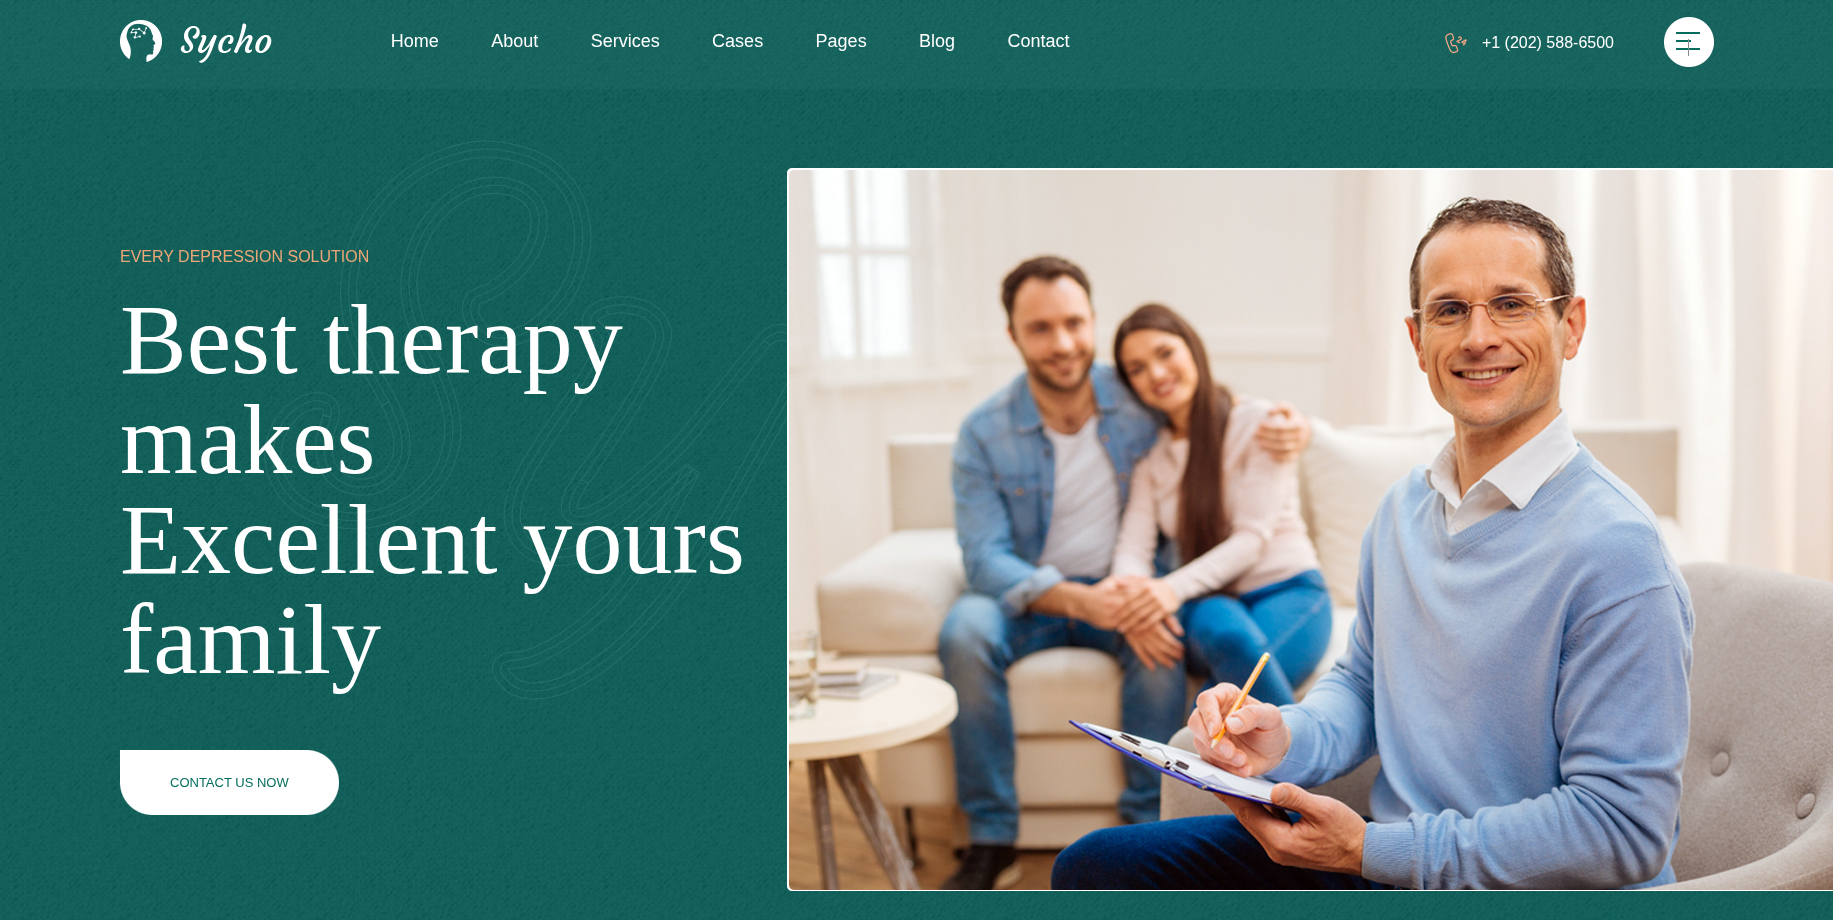 Sycho
Home About Services Cases Pages Blog Contact
+1 (202) 588-6500
EVERY DEPRESSION SOLUTION
Best therapy
makes
Excellent yours
family
CONTACT US NOW